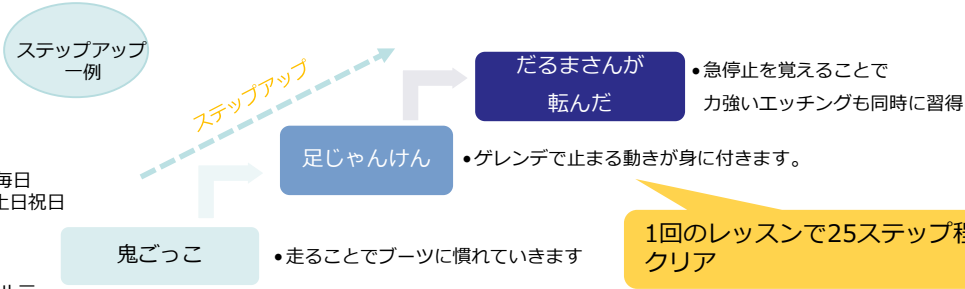 ステップアップ
一例
ステップアップ
だるまさんが
転んだ
•急停止を覚えることで
力強いエッチングも同時に習得
足じゃんけん
•ゲレンデで止まる動きが身に付きます。
毎日
土日祝日
1回のレッスンで25ステップ程
クリア
鬼ごっこ
•走ることでブーツに慣れていきます